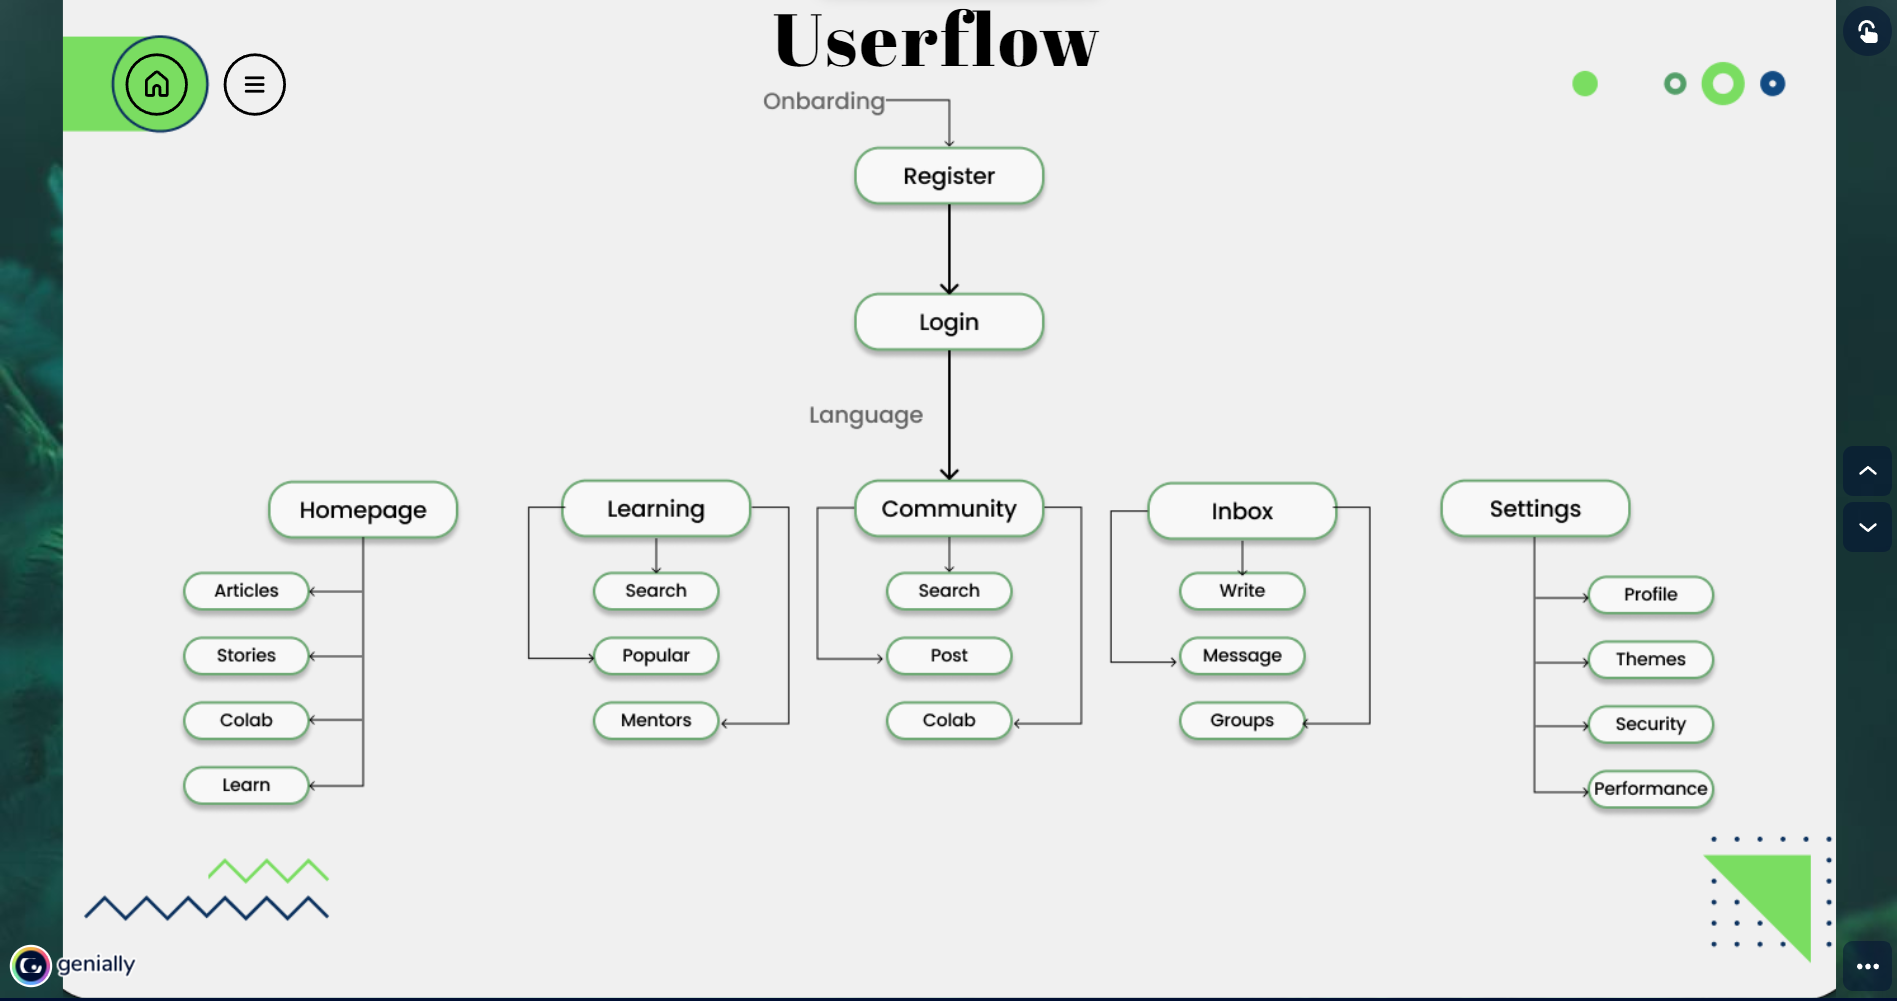 Userflow
Onbarding
Register
Login
Language
Homepage
Articles
Stories
Colab
Learn
Learning
Search
Popular
Mentors
Community
Search
Post
Colab
Inbox
Write
Message
Groups
Settings
Profile
Themes
Security
Performance
genially